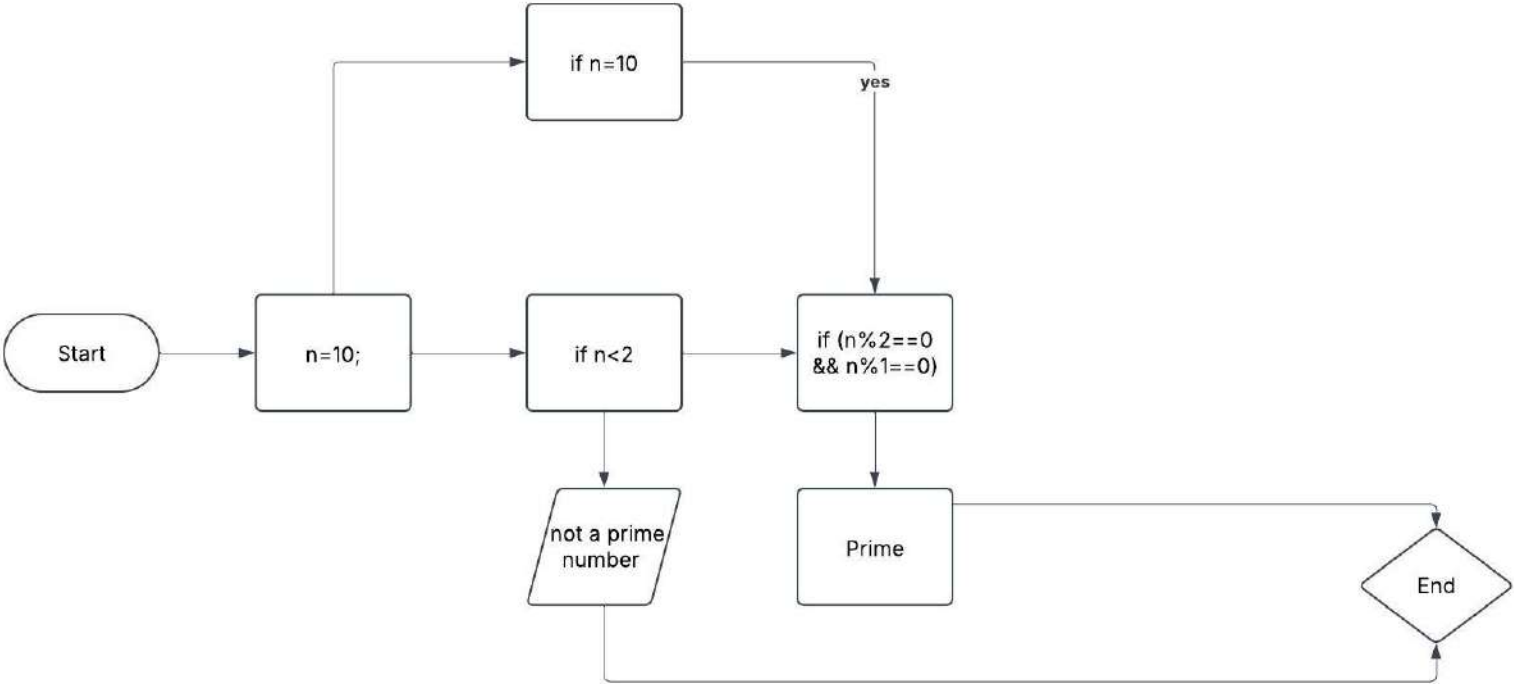 if n=10
yes
Start
n=10;
if n<2
if (n%2==0
&& n%1==0)
not a prime
number
Prime
End